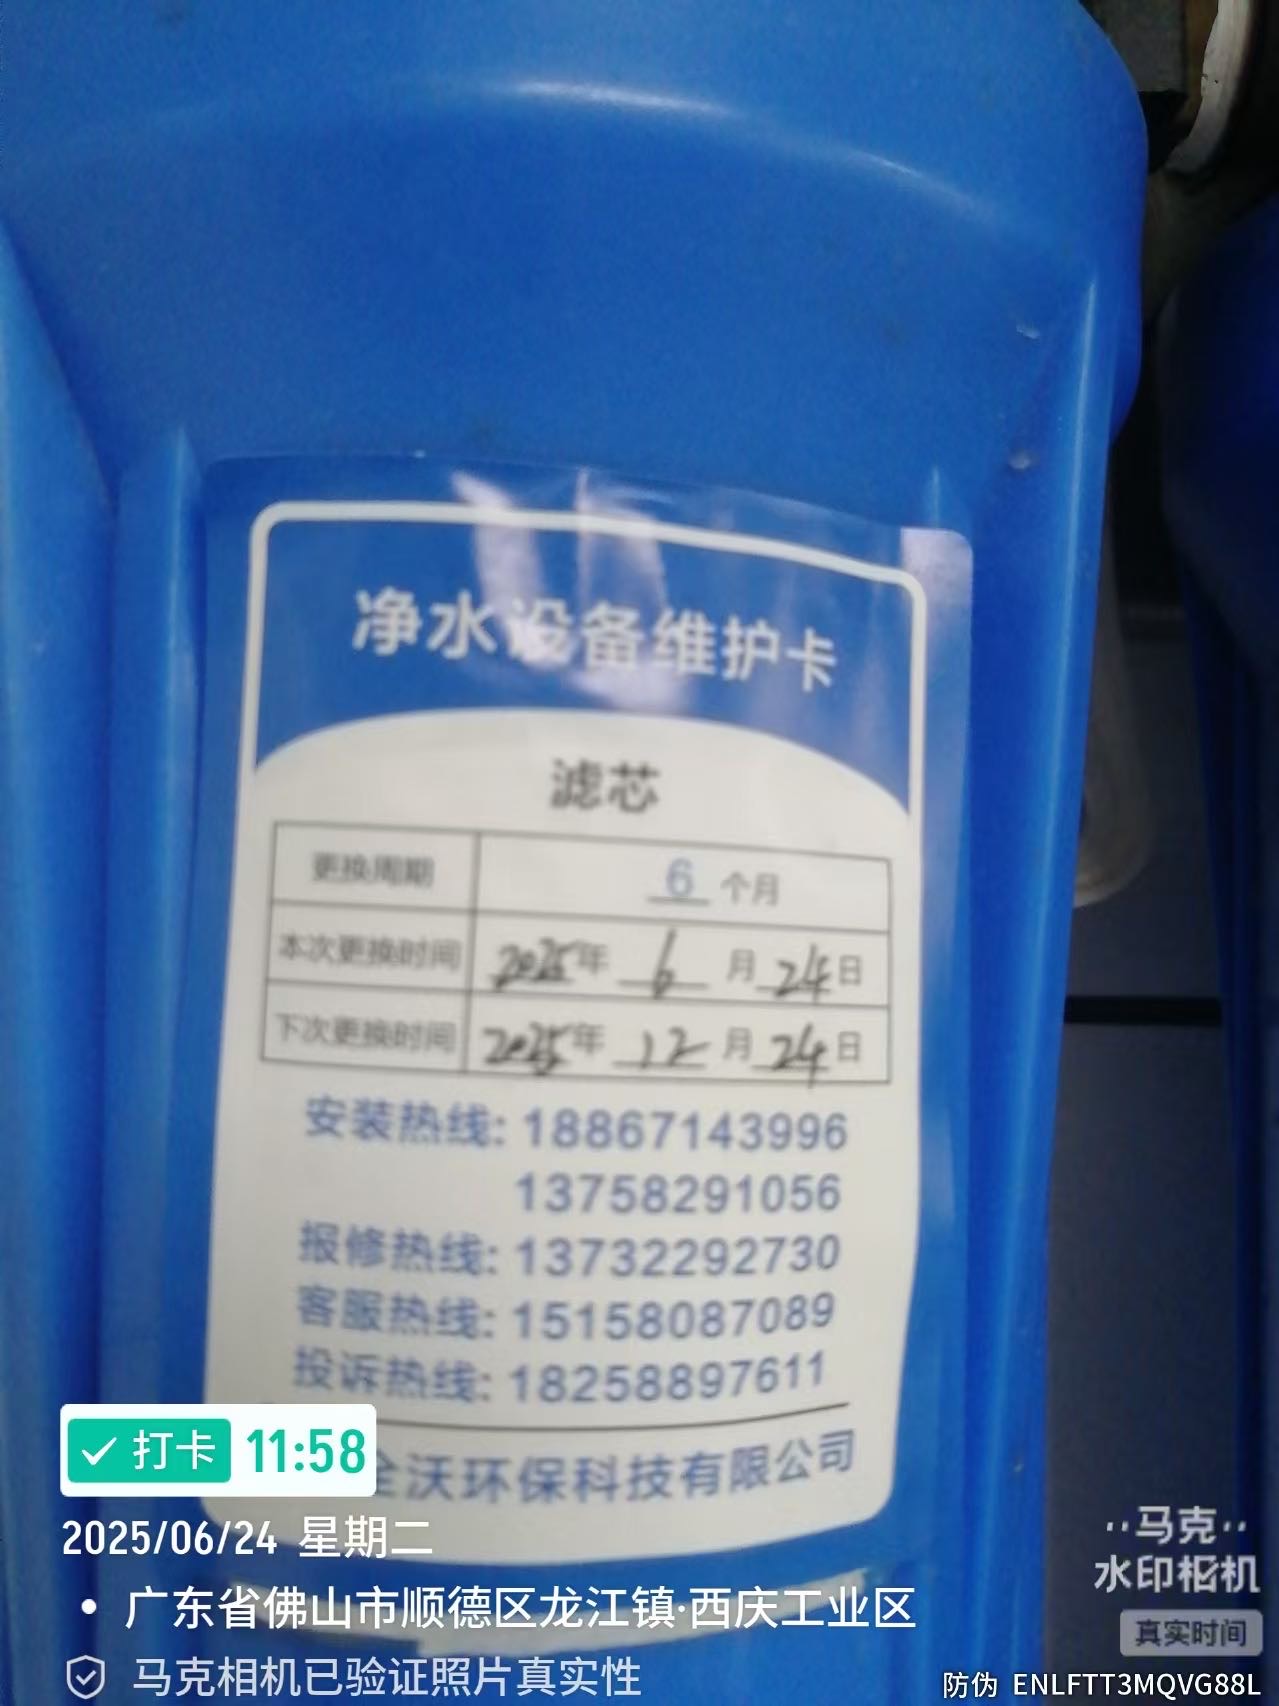 净水设备维护卡
滤芯
更换周期 6 个月
本次更换时间 2025年 6 月 24日
下次更换时间 2025年 12 月 24日
安装热线: 18867143996
13758291056
报修热线: 13732292730
客服热线: 15158087089
投诉热线: 18258897611
全沃环保科技有限公司
打卡 11:58
2025/06/24 星期二
广东省佛山市顺德区龙江镇·西庆工业区
马克相机已验证照片真实性
马克
水印相机
真实时间
防伪 ENLFTT3MQVG88L